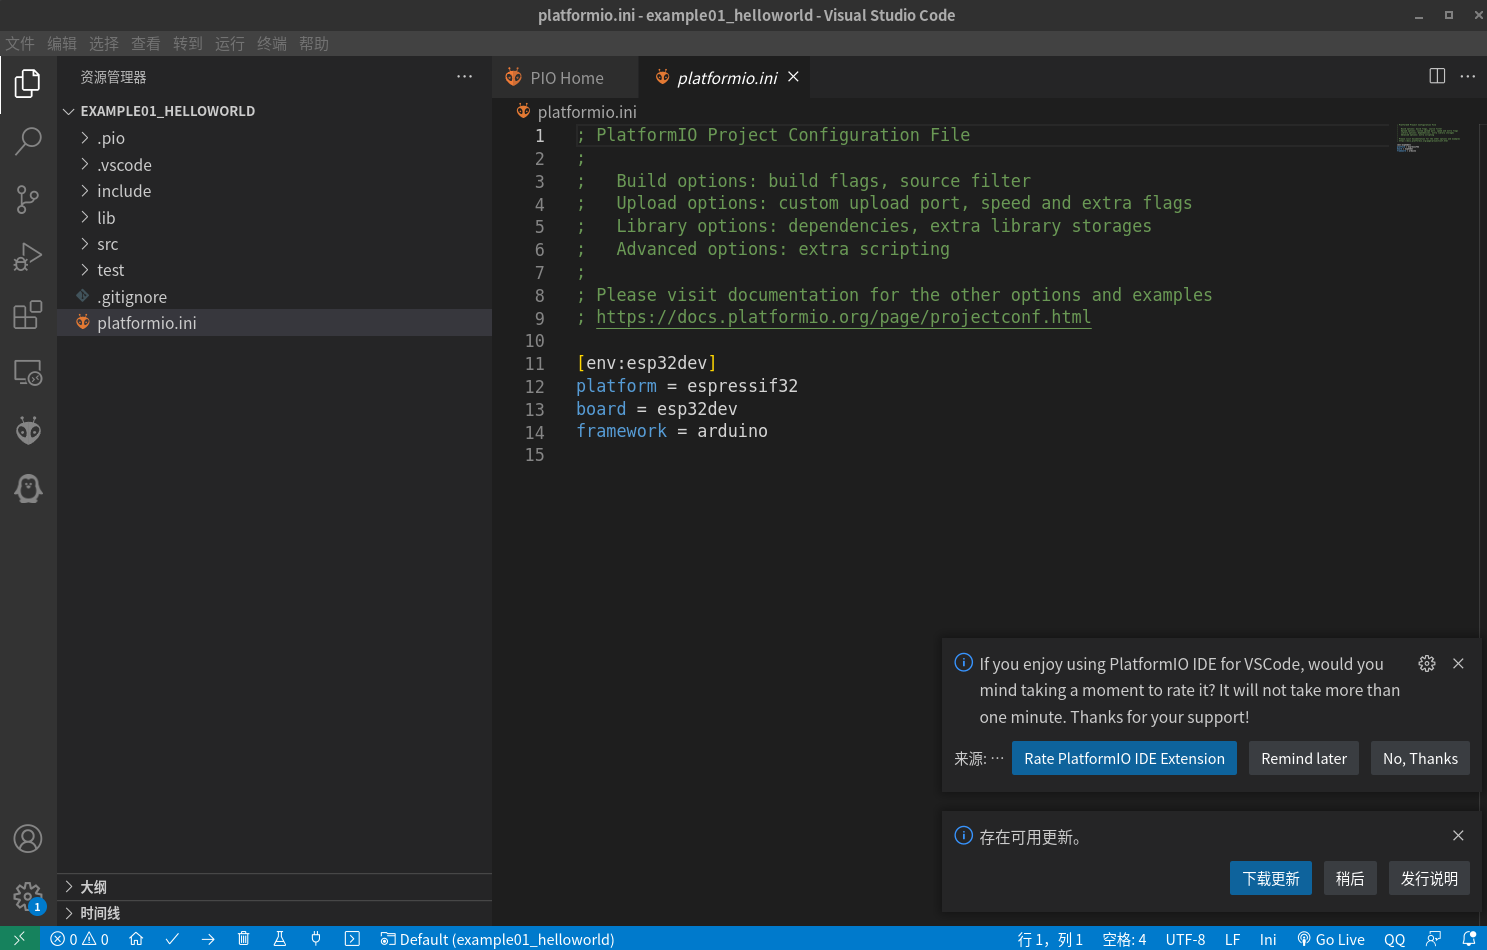 platformio.ini - example01_helloworld - Visual Studio Code
文件 编辑 选择 查看 转到 运行 终端 帮助
资源管理器
PIO Home
platformio.ini
EXAMPLE01_HELLOWORLD
.pio
.vscode
include
lib
src
test
.gitignore
platformio.ini
platformio.ini
1 ; PlatformIO Project Configuration File
2 ;
3 ;   Build options: build flags, source filter
4 ;   Upload options: custom upload port, speed and extra flags
5 ;   Library options: dependencies, extra library storages
6 ;   Advanced options: extra scripting
7 ;
8 ; Please visit documentation for the other options and examples
9 ; https://docs.platformio.org/page/projectconf.html
10
11 [env:esp32dev]
12 platform = espressif32
13 board = esp32dev
14 framework = arduino
15
If you enjoy using PlatformIO IDE for VSCode, would you
mind taking a moment to rate it? It will not take more than
one minute. Thanks for your support!
来源: ...
Rate PlatformIO IDE Extension
Remind later
No, Thanks
存在可用更新。
下载更新
稍后
发行说明
大纲
时间线
1
0 0
Default (example01_helloworld)
行 1，列 1
空格: 4
UTF-8
LF
Ini
Go Live
QQ